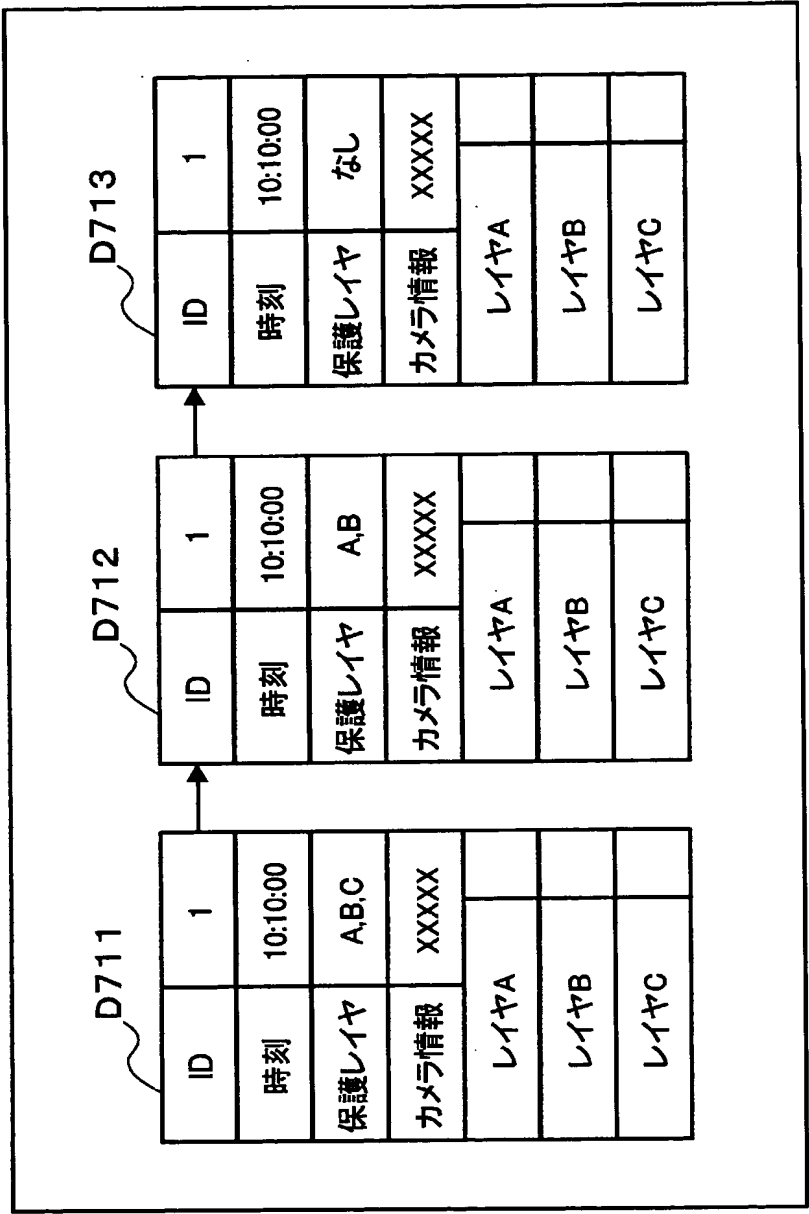 D711
ID 1
時刻 10:10:00
保護レイヤ A,B,C
カメラ情報 XXXXX
レイヤA
レイヤB
レイヤC
D712
ID 1
時刻 10:10:00
保護レイヤ A,B
カメラ情報 XXXXX
レイヤA
レイヤB
レイヤC
D713
ID 1
時刻 10:10:00
保護レイヤ なし
カメラ情報 XXXXX
レイヤA
レイヤB
レイヤC